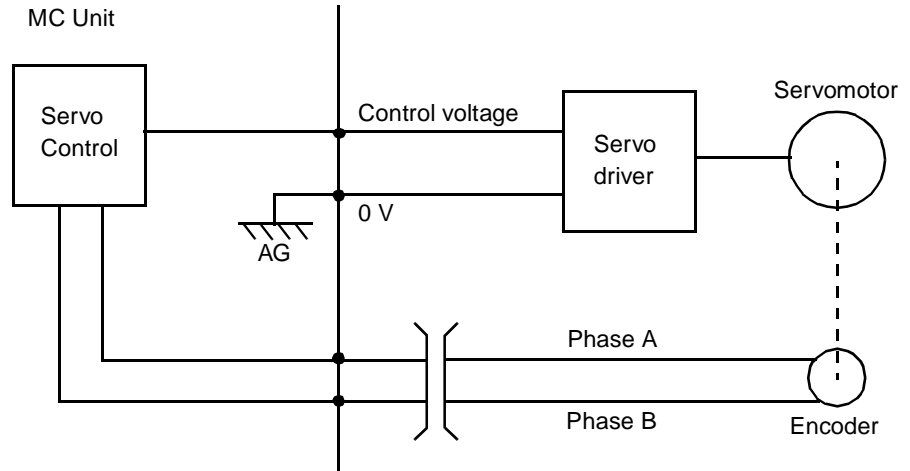 MC Unit
Servo
Control
Control voltage
0 V
AG
Servo
driver
Servomotor
Phase A
Phase B
Encoder